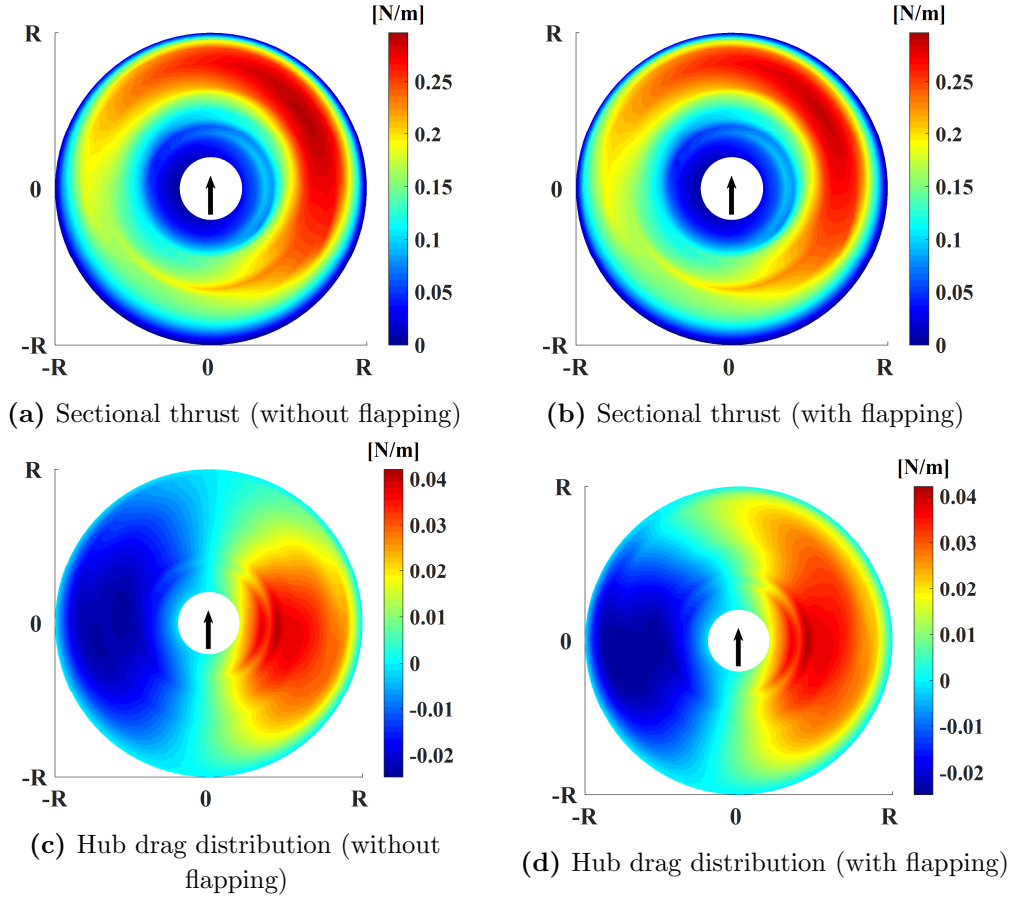 [N/m] [N/m]
R R
0.25 0.25
0.2 0.2
0 0.15 0 0.15
0.1 0.1
0.05 0.05
-R 0 -R 0
-R 0 R -R 0 R
(a) Sectional thrust (without flapping) (b) Sectional thrust (with flapping)
[N/m] [N/m]
R 0.04 R 0.04
0.03 0.03
0.02 0.02
0 0.01 0 0.01
0 0
-0.01 -0.01
-0.02 -0.02
-R -R
-R 0 R -R 0 R
(c) Hub drag distribution (without
flapping)
(d) Hub drag distribution (with flapping)